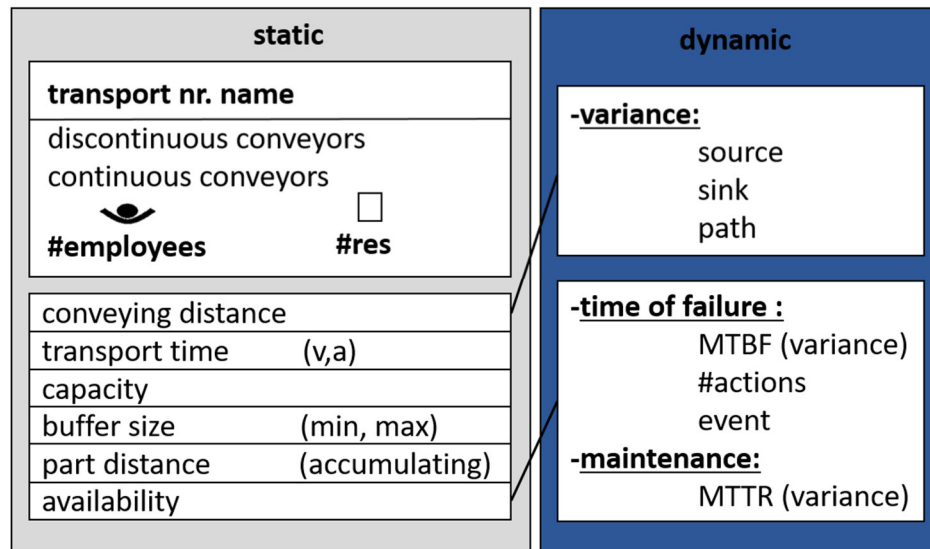 static
transport nr. name
discontinuous conveyors
continuous conveyors
#employees #res
conveying distance
transport time (v,a)
capacity
buffer size (min, max)
part distance (accumulating)
availability
dynamic
-variance:
source
sink
path
-time of failure :
MTBF (variance)
#actions
event
-maintenance:
MTTR (variance)